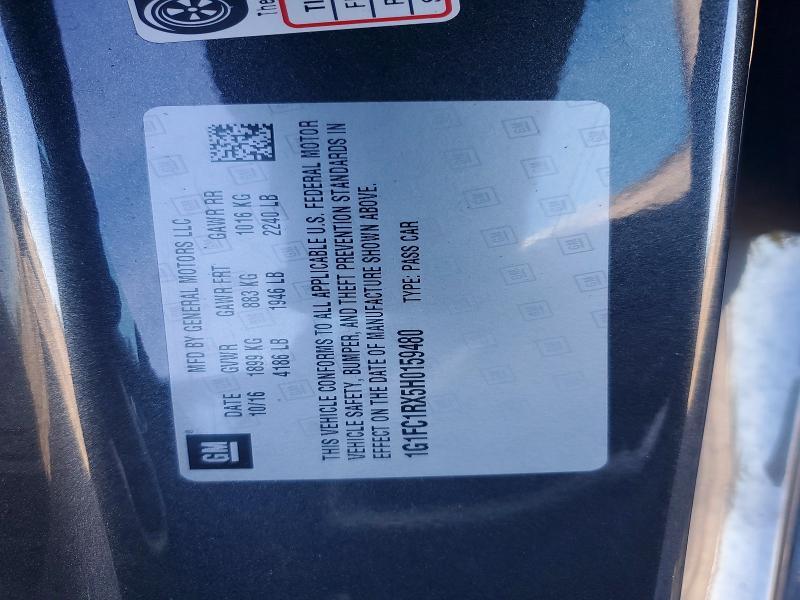 The
TI
F
R
S
GM
MFD BY GENERAL MOTORS LLC
DATE GVWR GAWR FRT GAWR RR
10/16 1899 KG 883 KG 1016 KG
4186 LB 1946 LB 2240 LB
THIS VEHICLE CONFORMS TO ALL APPLICABLE U.S. FEDERAL MOTOR
VEHICLE SAFETY, BUMPER, AND THEFT PREVENTION STANDARDS IN
EFFECT ON THE DATE OF MANUFACTURE SHOWN ABOVE.
1G1FC1RX5H0159480 TYPE: PASS CAR